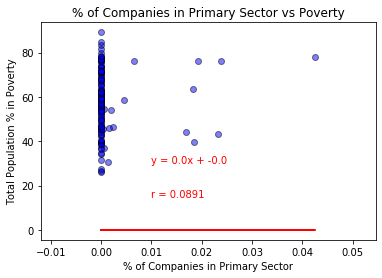 % of Companies in Primary Sector vs Poverty
Total Population % in Poverty
80
60
40
20
0
y = 0.0x + -0.0
r = 0.0891
-0.01
0.00
0.01
0.02
0.03
0.04
0.05
% of Companies in Primary Sector